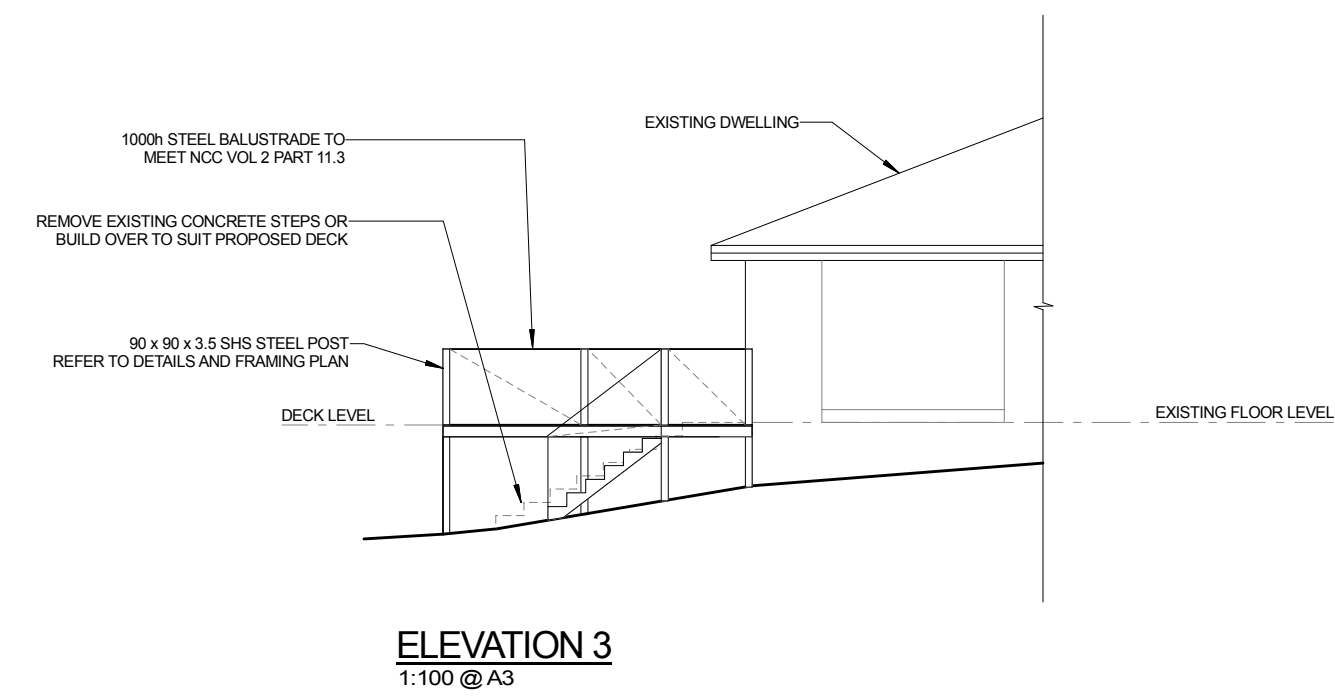 1000h STEEL BALUSTRADE TO
MEET NCC VOL 2 PART 11.3
EXISTING DWELLING
REMOVE EXISTING CONCRETE STEPS OR
BUILD OVER TO SUIT PROPOSED DECK
90 x 90 x 3.5 SHS STEEL POST
REFER TO DETAILS AND FRAMING PLAN
DECK LEVEL
EXISTING FLOOR LEVEL
ELEVATION 3
1:100 @ A3